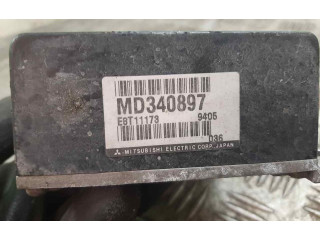 MD340897
E8T11173 9405
036
MITSUBISHI ELECTRIC CORP. JAPAN